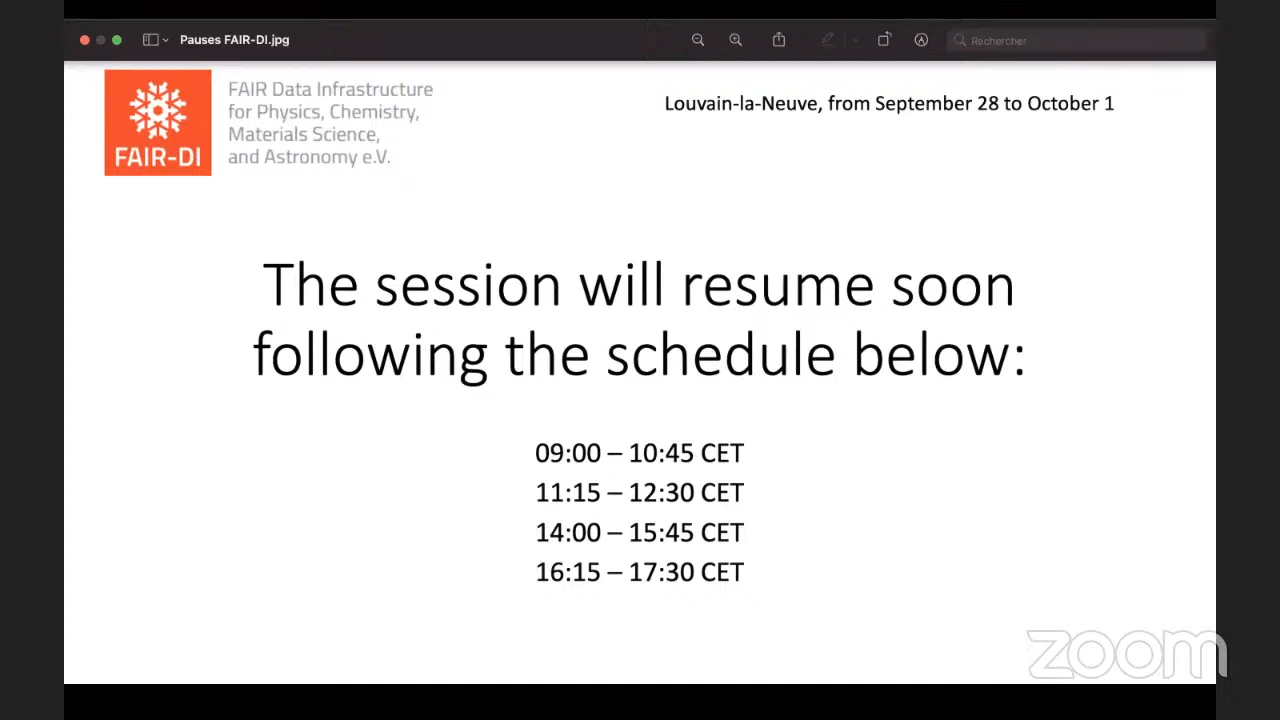 Pauses FAIR-DI.jpg
Rechercher
FAIR-DI
FAIR Data Infrastructure
for Physics, Chemistry,
Materials Science,
and Astronomy e.V.
Louvain-la-Neuve, from September 28 to October 1
The session will resume soon
following the schedule below:
09:00 – 10:45 CET
11:15 – 12:30 CET
14:00 – 15:45 CET
16:15 – 17:30 CET
zoom